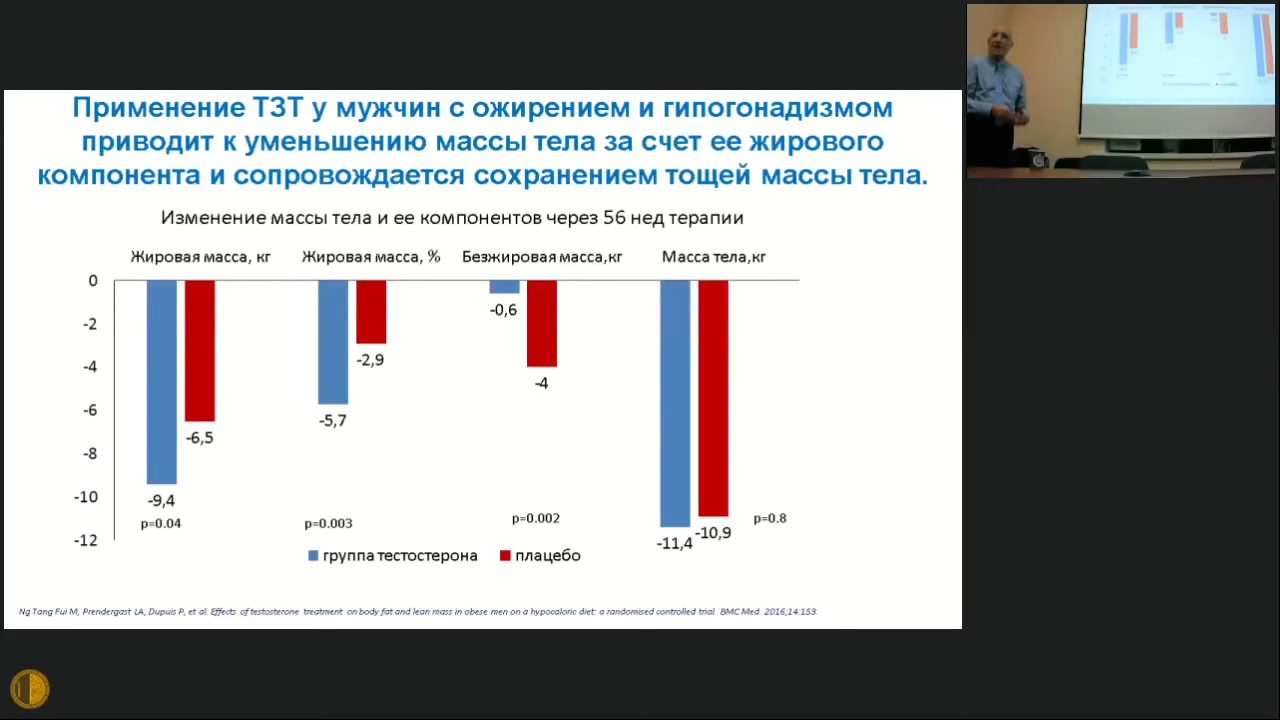 Применение ТЗТ у мужчин с ожирением и гипогонадизмом
приводит к уменьшению массы тела за счет ее жирового
компонента и сопровождается сохранением тощей массы тела.
Изменение массы тела и ее компонентов через 56 нед терапии
Жировая масса, кг
Жировая масса, %
Безжировая масса,кг
Масса тела,кг
0
-2
-4
-6
-8
-10
-12
-9,4
-6,5
-5,7
-2,9
-0,6
-4
-11,4
-10,9
p=0.04
p=0.003
p=0.002
p=0.8
группа тестостерона
плацебо
Ng Tang Fui M, Prendergast LA, Dupuis P, et al. Effects of testosterone treatment on body fat and lean mass in obese men on a hypocaloric diet: a randomised controlled trial. BMC Med. 2016;14:153.